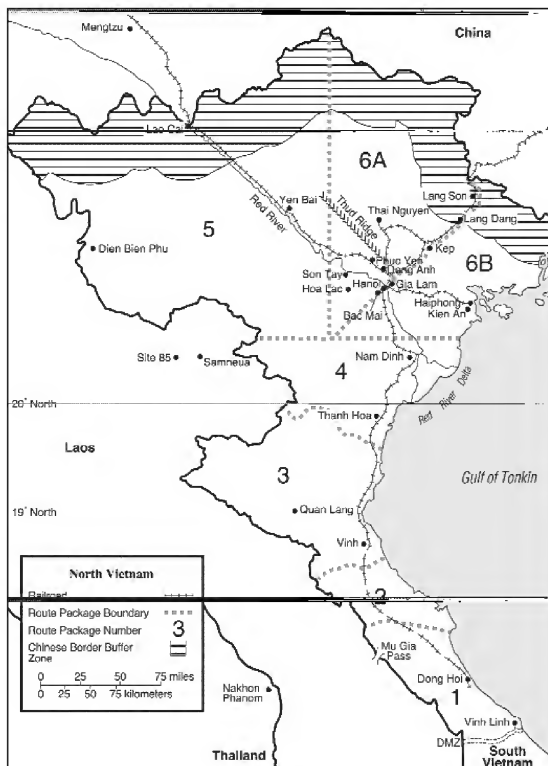 Mengtzu
China
Lao Cai
6A
Lang Son
Yen Bai
Thud Ridge
Thai Nguyen
Lang Dang
Red River
5
Kep
Dien Bien Phu
Phuc Yen
6B
Dong Anh
Son Tay
Hanoi
Gia Lam
Hoa Lac
Haiphong
Kien An
Bac Mai
Site 85
Samneua
4
Nam Dinh
Red River Delta
20° North
Thanh Hoa
Laos
3
Gulf of Tonkin
19° North
Quan Lang
Vinh
North Vietnam
Railroad
2
Route Package Boundary
Route Package Number 3
Chinese Border Buffer
Zone
0 25 50 75 miles
0 25 50 75 kilometers
Mu Gia
Pass
Nakhon
Phanom
Dong Hoi
1
Vinh Linh
DMZ
Thailand
South
Vietnam